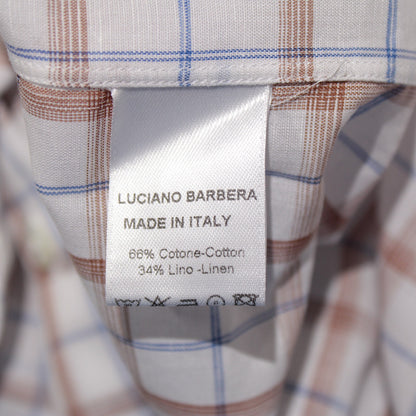 LUCIANO BARBERA
MADE IN ITALY
66% Cotone-Cotton
34% Lino -Linen